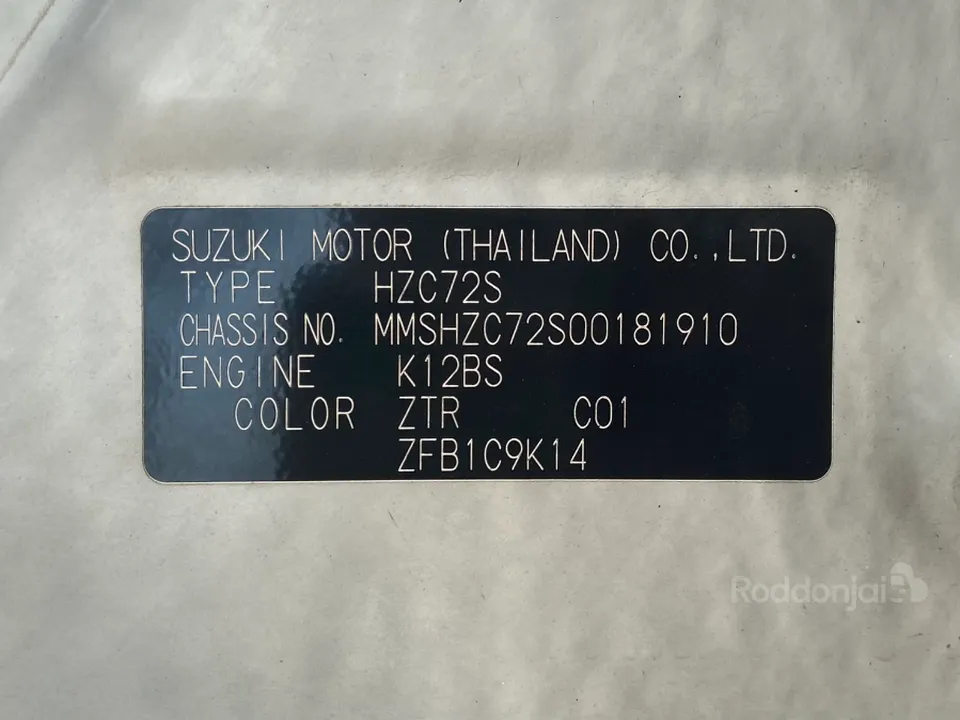 SUZUKI MOTOR (THAILAND) CO.,LTD.
TYPE HZC72S
CHASSIS NO. MMSHZC72S00181910
ENGINE K12BS
COLOR ZTR C01
ZFB1C9K14
Roddonjai